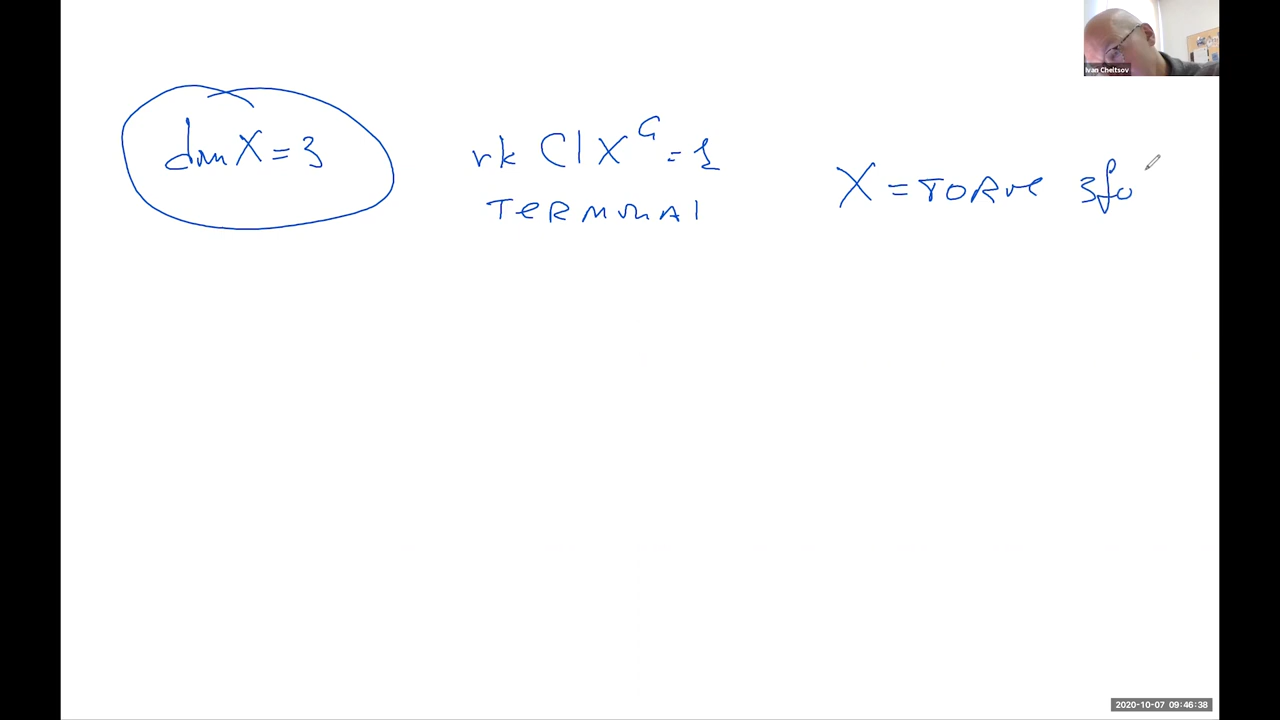 dim X = 3
rk Cl X^G = 1
TERMINAL
X = TORIC 3fo
Ivan Cheltsov
2020-10-07 09:46:38